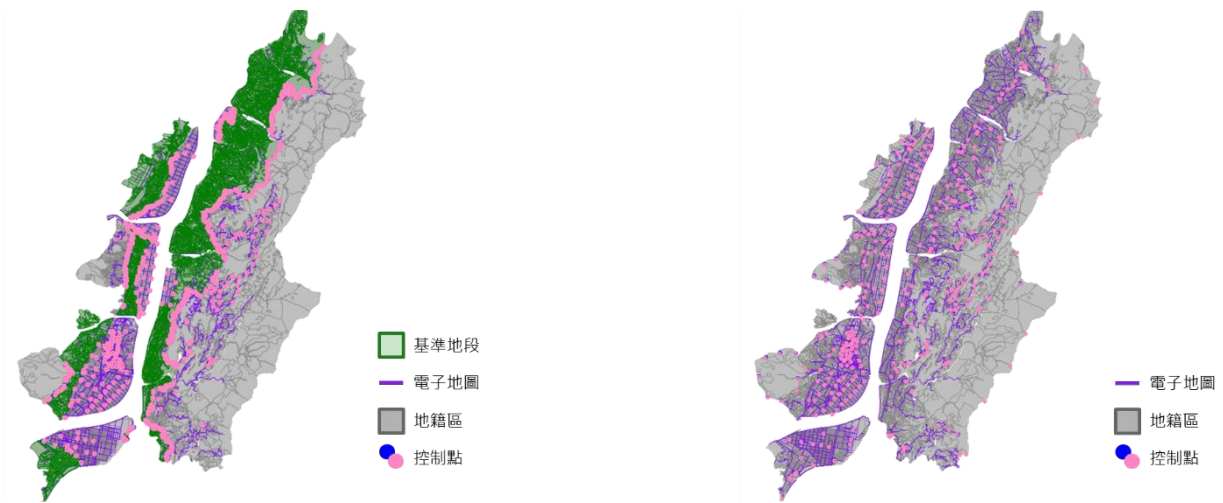 基準地段
電子地圖
地籍區
控制點
電子地圖
地籍區
控制點